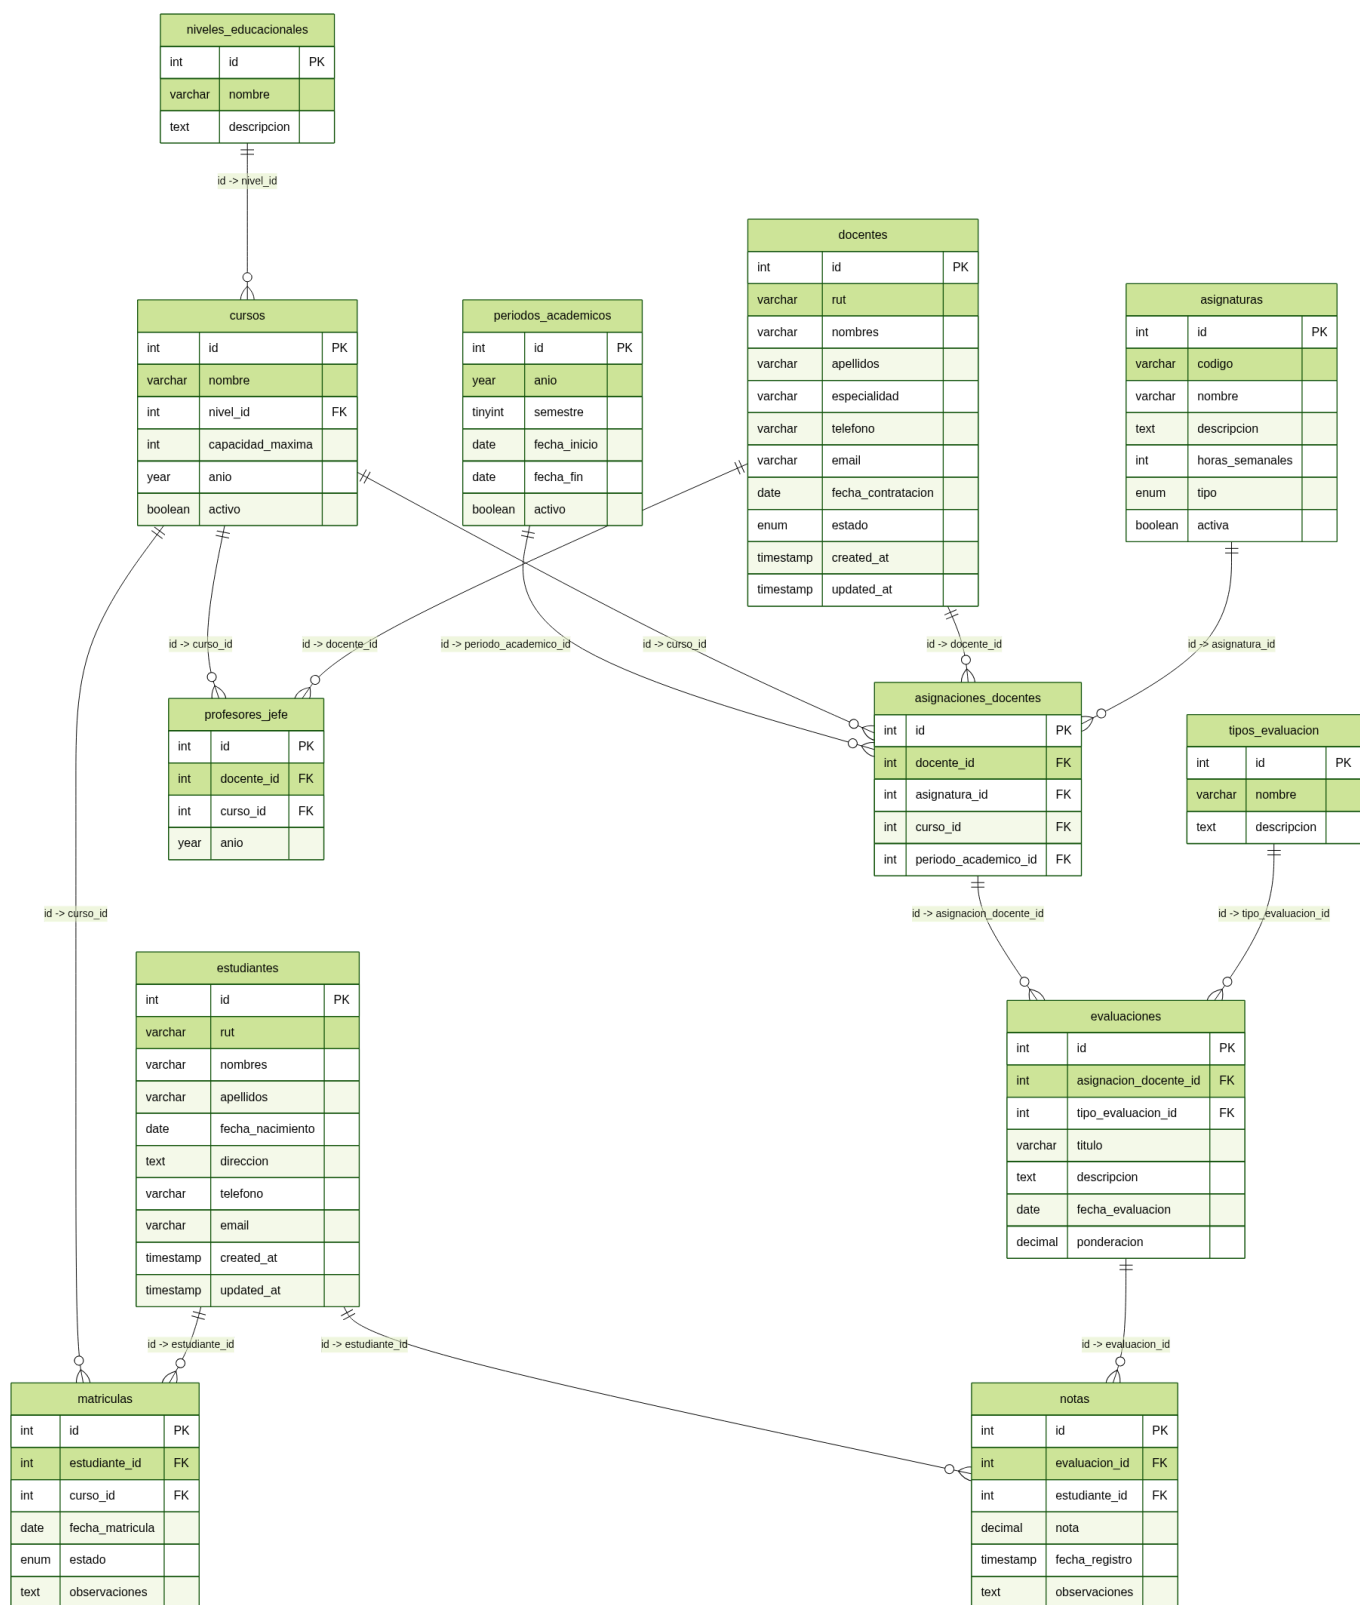 niveles_educacionales
int id PK
varchar nombre
text descripcion
id -> nivel_id
docentes
int id PK
varchar rut
varchar nombres
varchar apellidos
varchar especialidad
varchar telefono
varchar email
date fecha_contratacion
enum estado
timestamp created_at
timestamp updated_at
asignaturas
int id PK
varchar codigo
varchar nombre
text descripcion
int horas_semanales
enum tipo
boolean activa
cursos
int id PK
varchar nombre
int nivel_id FK
int capacidad_maxima
year anio
boolean activo
periodos_academicos
int id PK
year anio
tinyint semestre
date fecha_inicio
date fecha_fin
boolean activo
id -> curso_id
id -> docente_id
id -> periodo_academico_id
id -> curso_id
id -> docente_id
id -> asignatura_id
profesores_jefe
int id PK
int docente_id FK
int curso_id FK
year anio
asignaciones_docentes
int id PK
int docente_id FK
int asignatura_id FK
int curso_id FK
int periodo_academico_id FK
tipos_evaluacion
int id PK
varchar nombre
text descripcion
id -> curso_id
id -> asignacion_docente_id
id -> tipo_evaluacion_id
estudiantes
int id PK
varchar rut
varchar nombres
varchar apellidos
date fecha_nacimiento
text direccion
varchar telefono
varchar email
timestamp created_at
timestamp updated_at
evaluaciones
int id PK
int asignacion_docente_id FK
int tipo_evaluacion_id FK
varchar titulo
text descripcion
date fecha_evaluacion
decimal ponderacion
id -> estudiante_id
id -> estudiante_id
id -> evaluacion_id
matriculas
int id PK
int estudiante_id FK
int curso_id FK
date fecha_matricula
enum estado
text observaciones
notas
int id PK
int evaluacion_id FK
int estudiante_id FK
decimal nota
timestamp fecha_registro
text observaciones